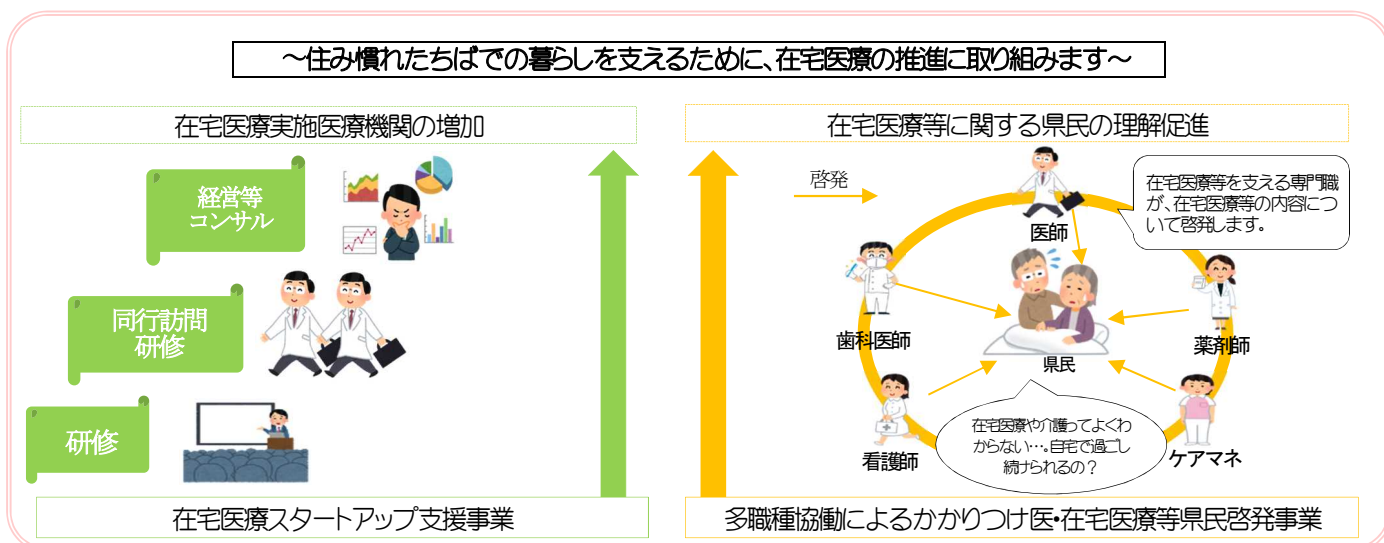 ～住み慣れたちばでの暮らしを支えるために、在宅医療の推進に取り組みます～
在宅医療実施医療機関の増加
経営等
コンサル
同行訪問
研修
研修
在宅医療スタートアップ支援事業
在宅医療等に関する県民の理解促進
啓発
在宅医療等を支える専門職
が、在宅医療等の内容につ
いて啓発します。
医師
歯科医師
薬剤師
県民
看護師
ケアマネ
在宅医療や介護ってよくわ
からない…。自宅で過ごし
続けられるの？
多職種協働によるかかりつけ医・在宅医療等県民啓発事業